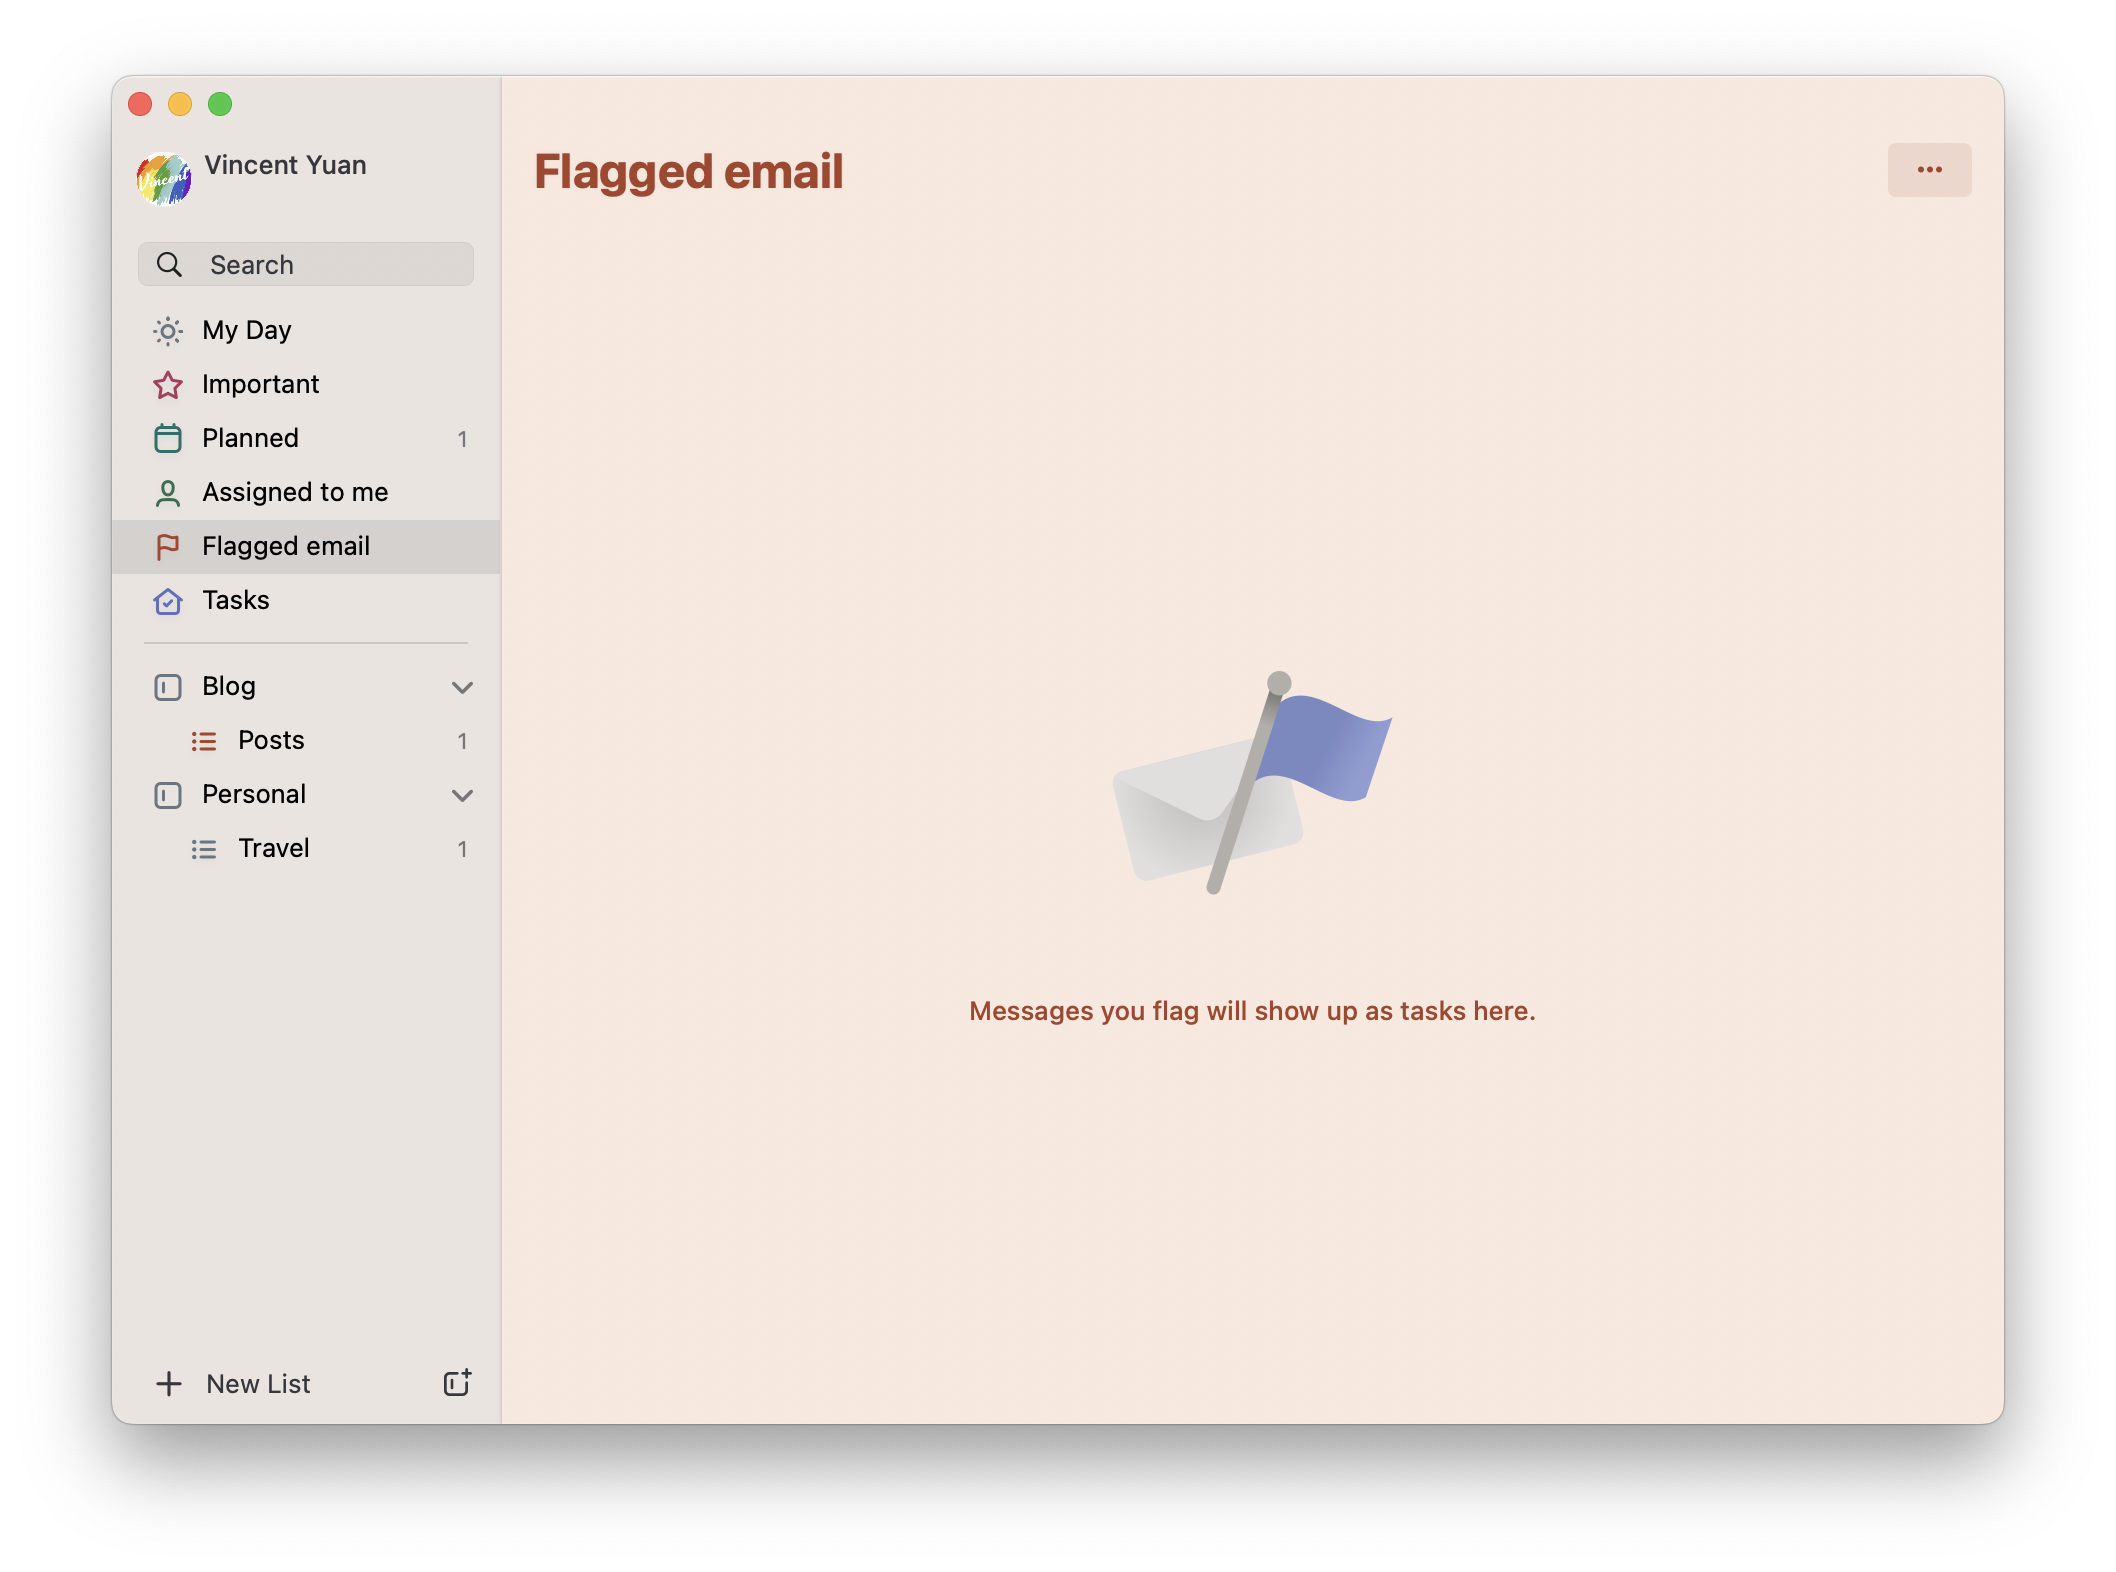 Vincent Yuan
Vincent
Search
My Day
Important
Planned 1
Assigned to me
Flagged email
Tasks
Blog
Posts 1
Personal
Travel 1
New List
Flagged email
Messages you flag will show up as tasks here.